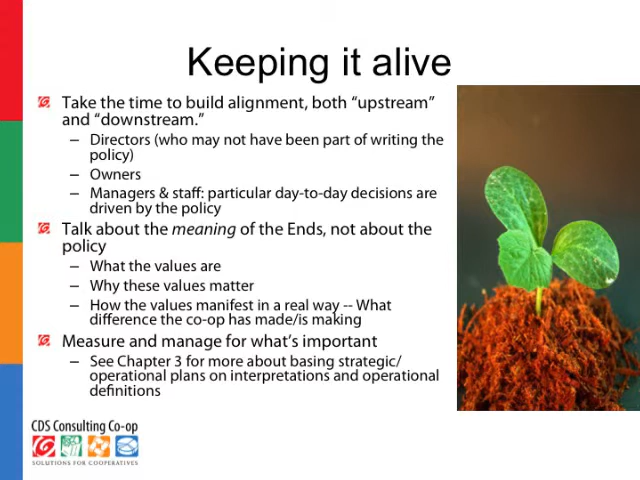 Keeping it alive
Take the time to build alignment, both “upstream”
and “downstream.”
– Directors (who may not have been part of writing the
policy)
– Owners
– Managers & staff: particular day-to-day decisions are
driven by the policy
Talk about the meaning of the Ends, not about the
policy
– What the values are
– Why these values matter
– How the values manifest in a real way -- What
difference the co-op has made/is making
Measure and manage for what’s important
– See Chapter 3 for more about basing strategic/
operational plans on interpretations and operational
definitions
CDS Consulting Co-op
SOLUTIONS FOR COOPERATIVES